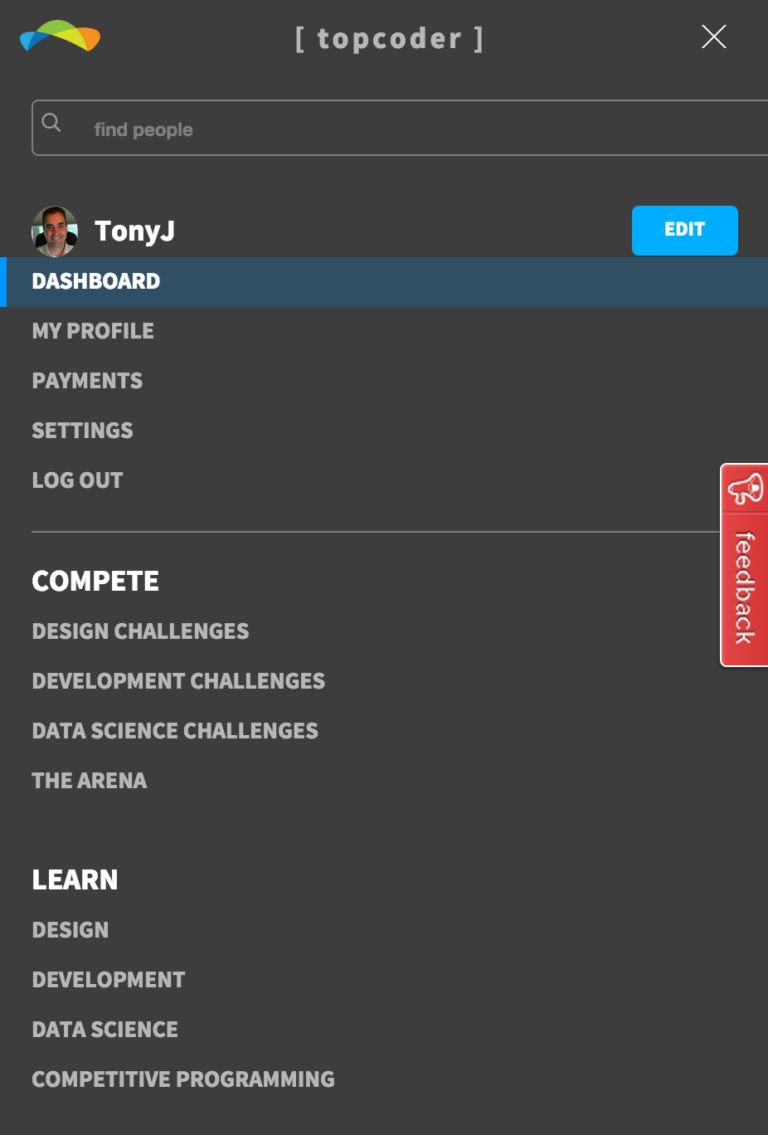 [ topcoder ]
find people
TonyJ
EDIT
DASHBOARD
MY PROFILE
PAYMENTS
SETTINGS
LOG OUT
feedback
COMPETE
DESIGN CHALLENGES
DEVELOPMENT CHALLENGES
DATA SCIENCE CHALLENGES
THE ARENA
LEARN
DESIGN
DEVELOPMENT
DATA SCIENCE
COMPETITIVE PROGRAMMING